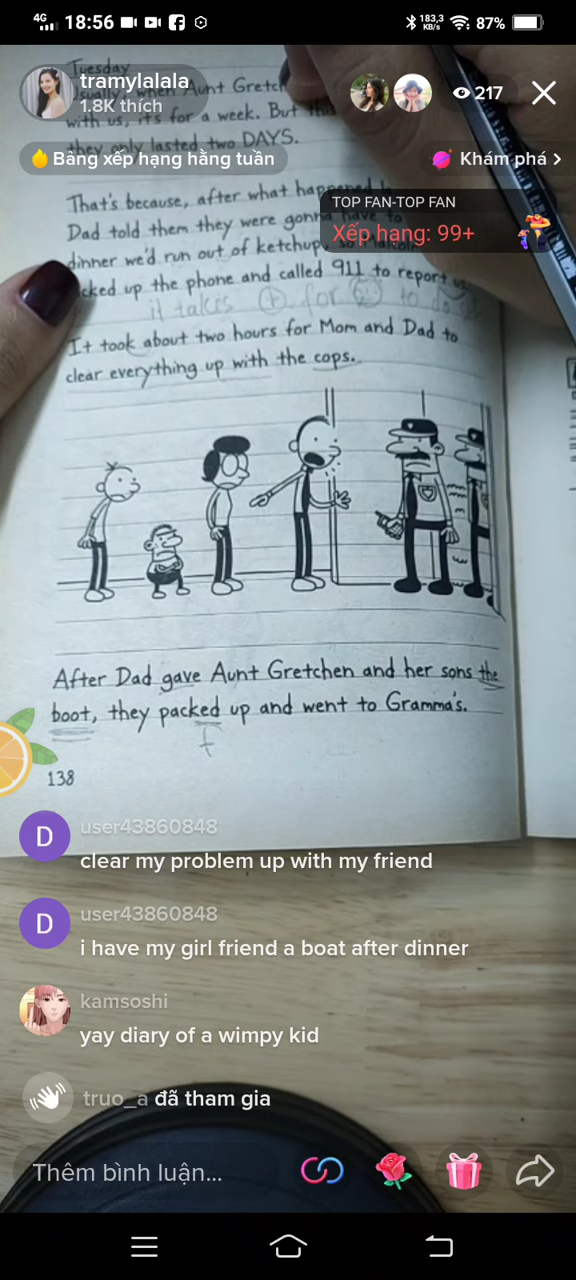 4G 18:56
183,3 KB/s 87%
Tuesday
tramylalala
1.8K thích
217
Usually, when Aunt Gretch
with us, it's for a week. But this
they only lasted two DAYS.
Bảng xếp hạng hằng tuần
Khám phá >
That's because, after what happened
TOP FAN-TOP FAN
Dad told them they were gonna have to
Xếp hạng: 99+
dinner we'd run out of ketchup, so
cked up the phone and called 911 to report
it takes + for to do
It took about two hours for Mom and Dad to
clear everything up with the cops.
After Dad gave Aunt Gretchen and her sons the
boot, they packed up and went to Gramma's.
f
138
D
user43860848
clear my problem up with my friend
D
user43860848
i have my girl friend a boat after dinner
kamsoshi
yay diary of a wimpy kid
truo_a đã tham gia
Thêm bình luận...